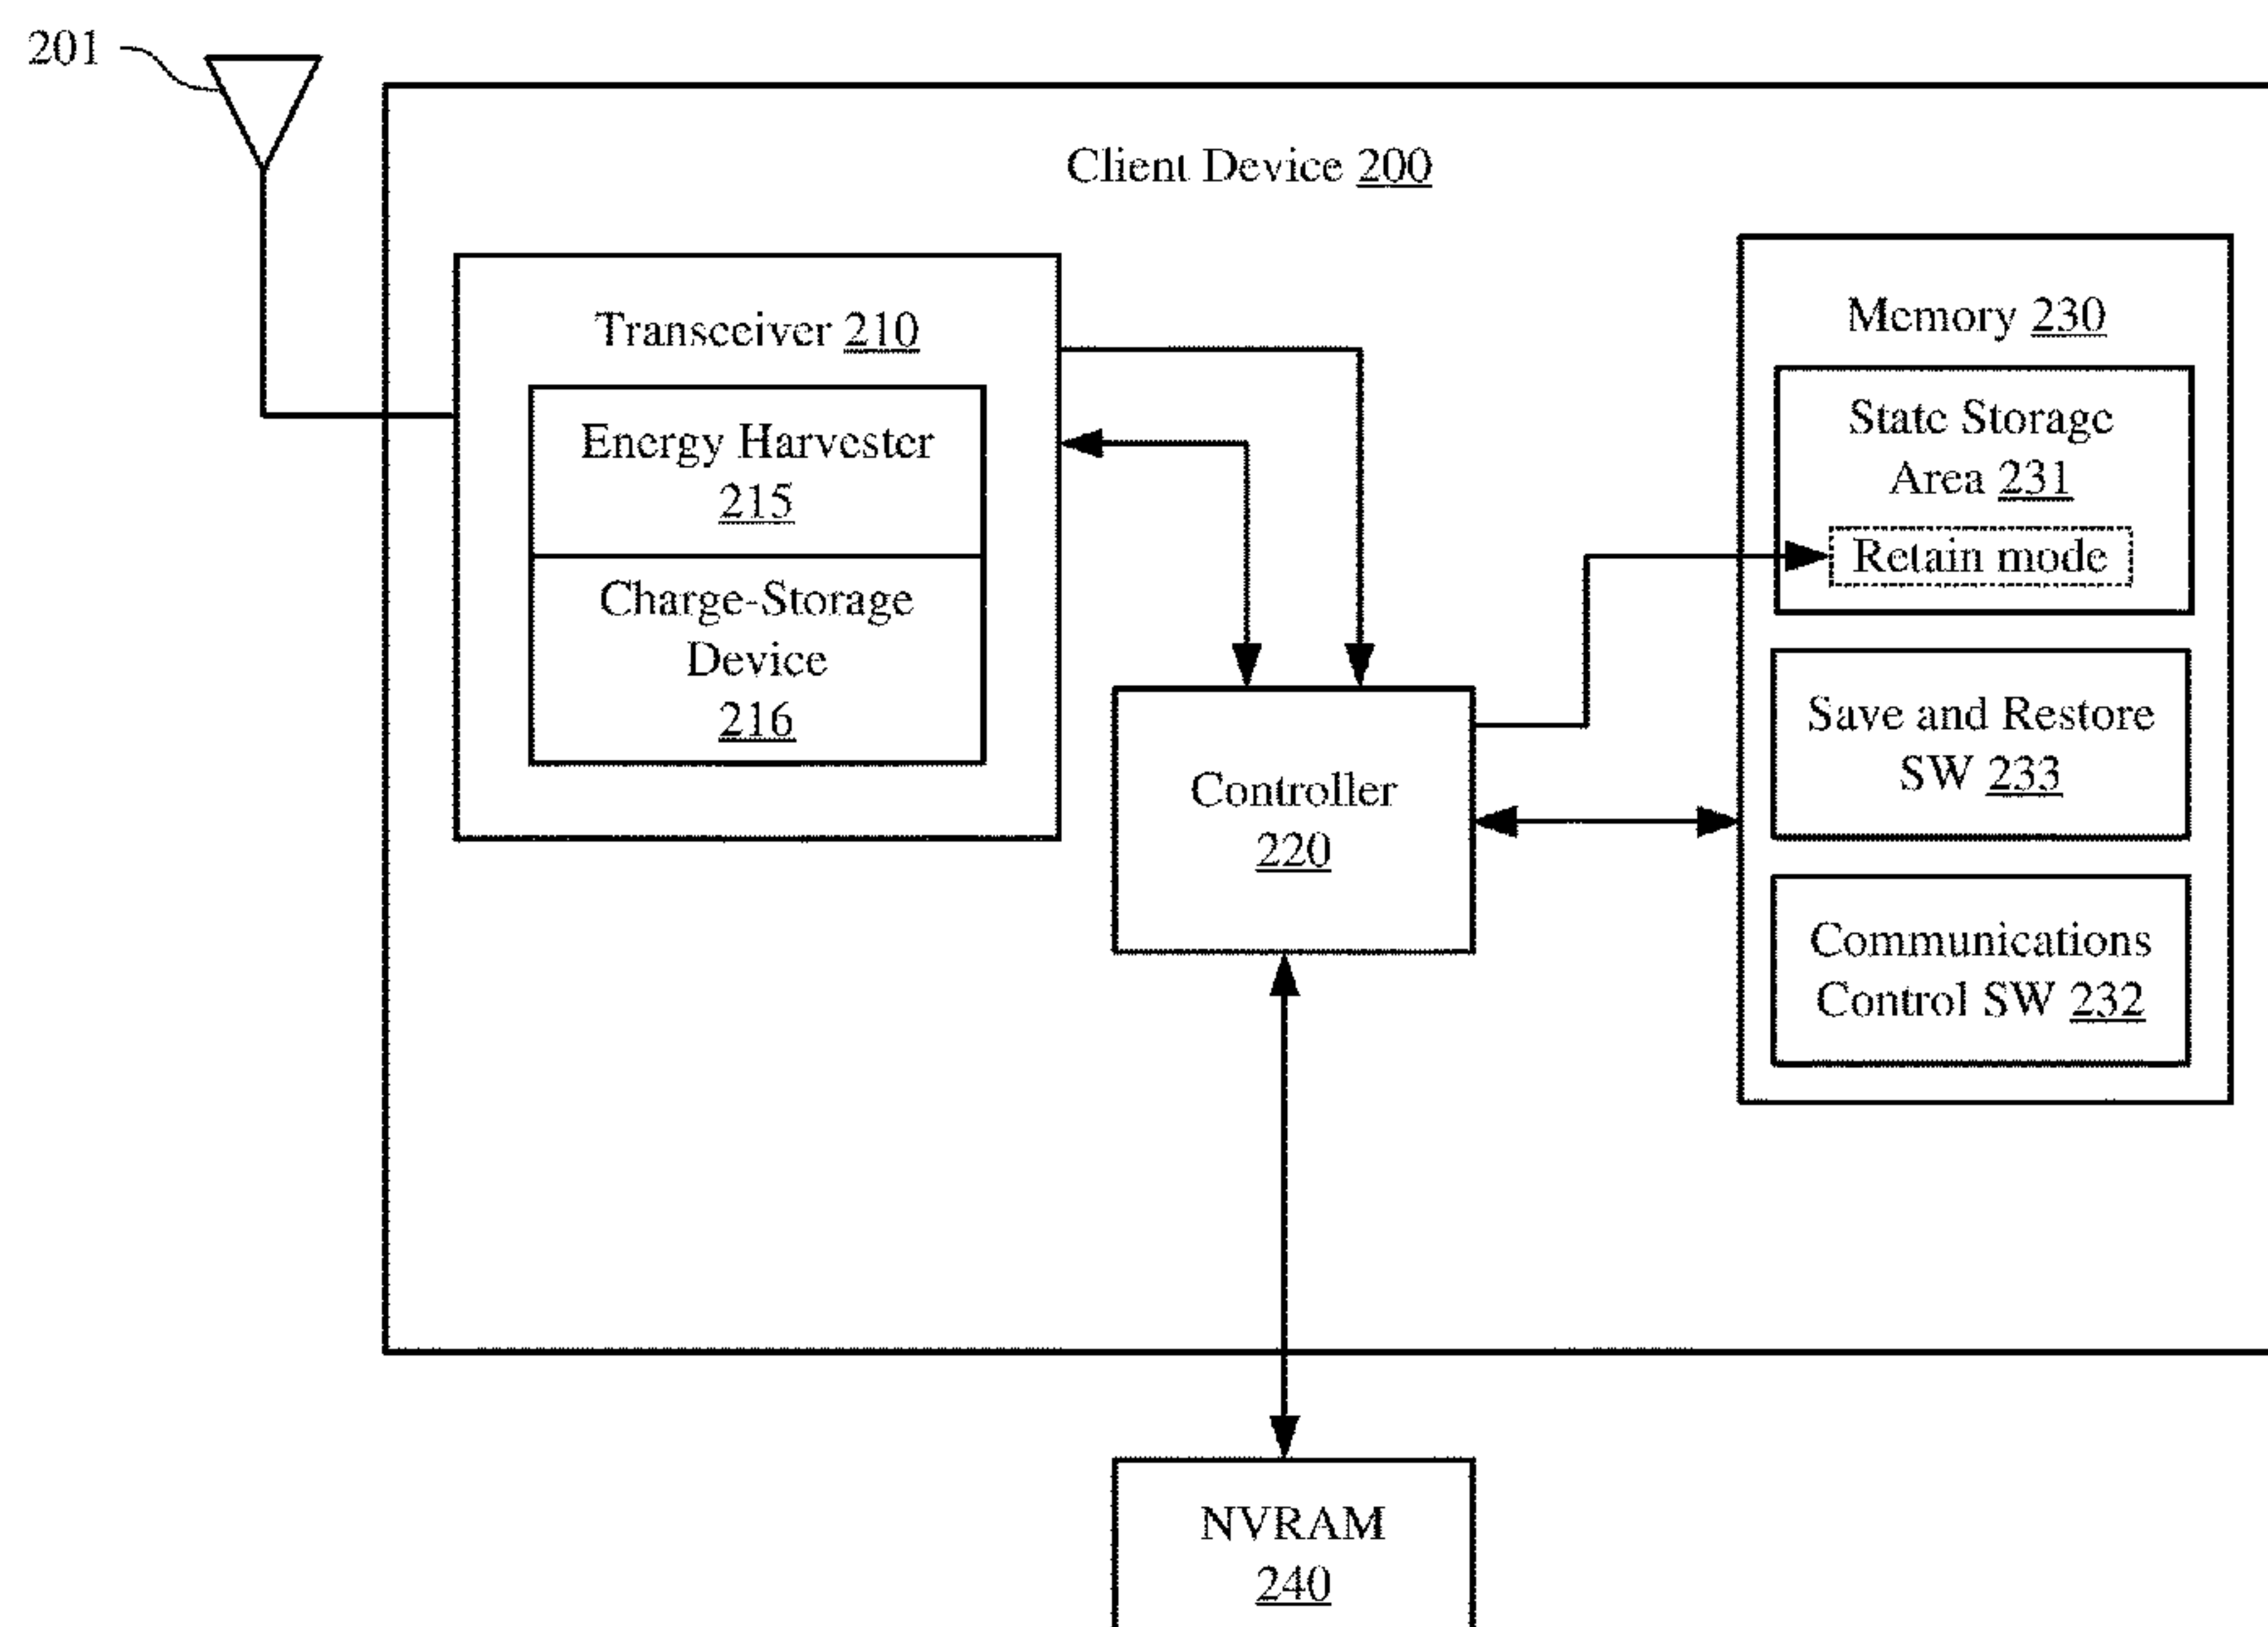 201
Client Device 200
Transceiver 210
Energy Harvester
215
Charge-Storage
Device
216
Controller
220
Memory 230
State Storage
Area 231
Retain mode
Save and Restore
SW 233
Communications
Control SW 232
NVRAM
240